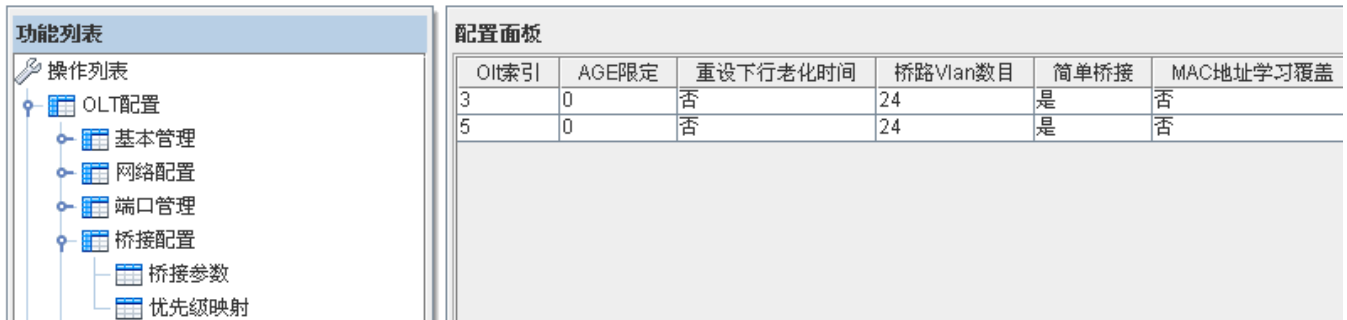 功能列表
操作列表
OLT配置
基本管理
网络配置
端口管理
桥接配置
桥接参数
优先级映射
配置面板
Olt索引 AGE限定 重设下行老化时间 桥路Vlan数目 简单桥接 MAC地址学习覆盖
3 0 否 24 是 否
5 0 否 24 是 否